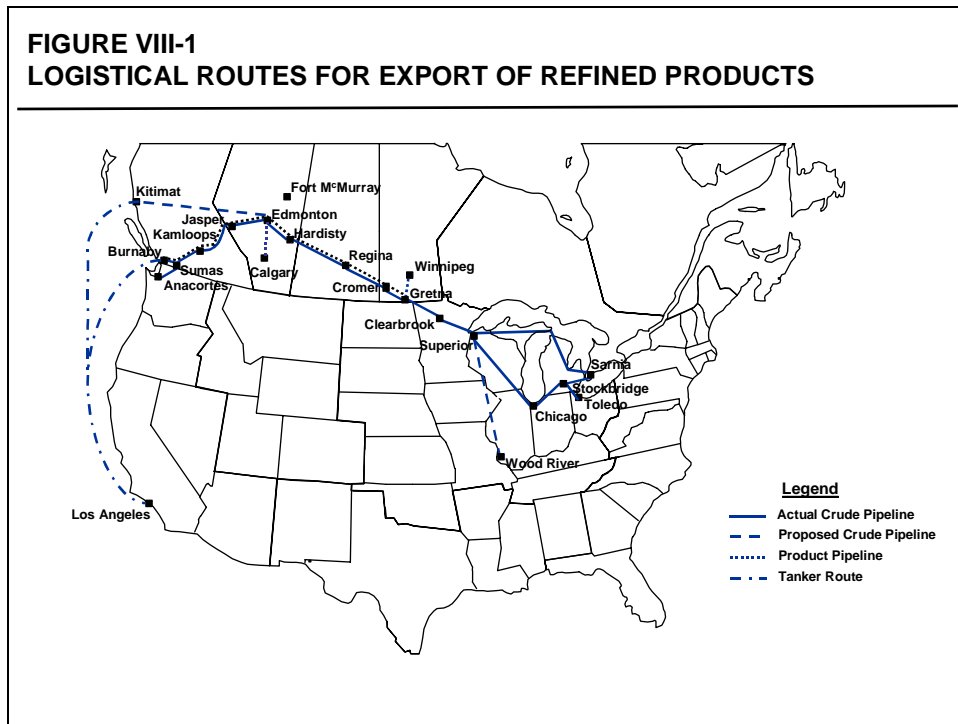 FIGURE VIII-1
LOGISTICAL ROUTES FOR EXPORT OF REFINED PRODUCTS
Kitimat
Fort McMurray
Jasper
Edmonton
Kamloops
Hardisty
Burnaby
Sumas
Calgary
Regina
Winnipeg
Anacortes
Cromer
Gretna
Clearbrook
Superior
Sarnia
Stockbridge
Toledo
Chicago
Wood River
Los Angeles
Legend
Actual Crude Pipeline
Proposed Crude Pipeline
Product Pipeline
Tanker Route